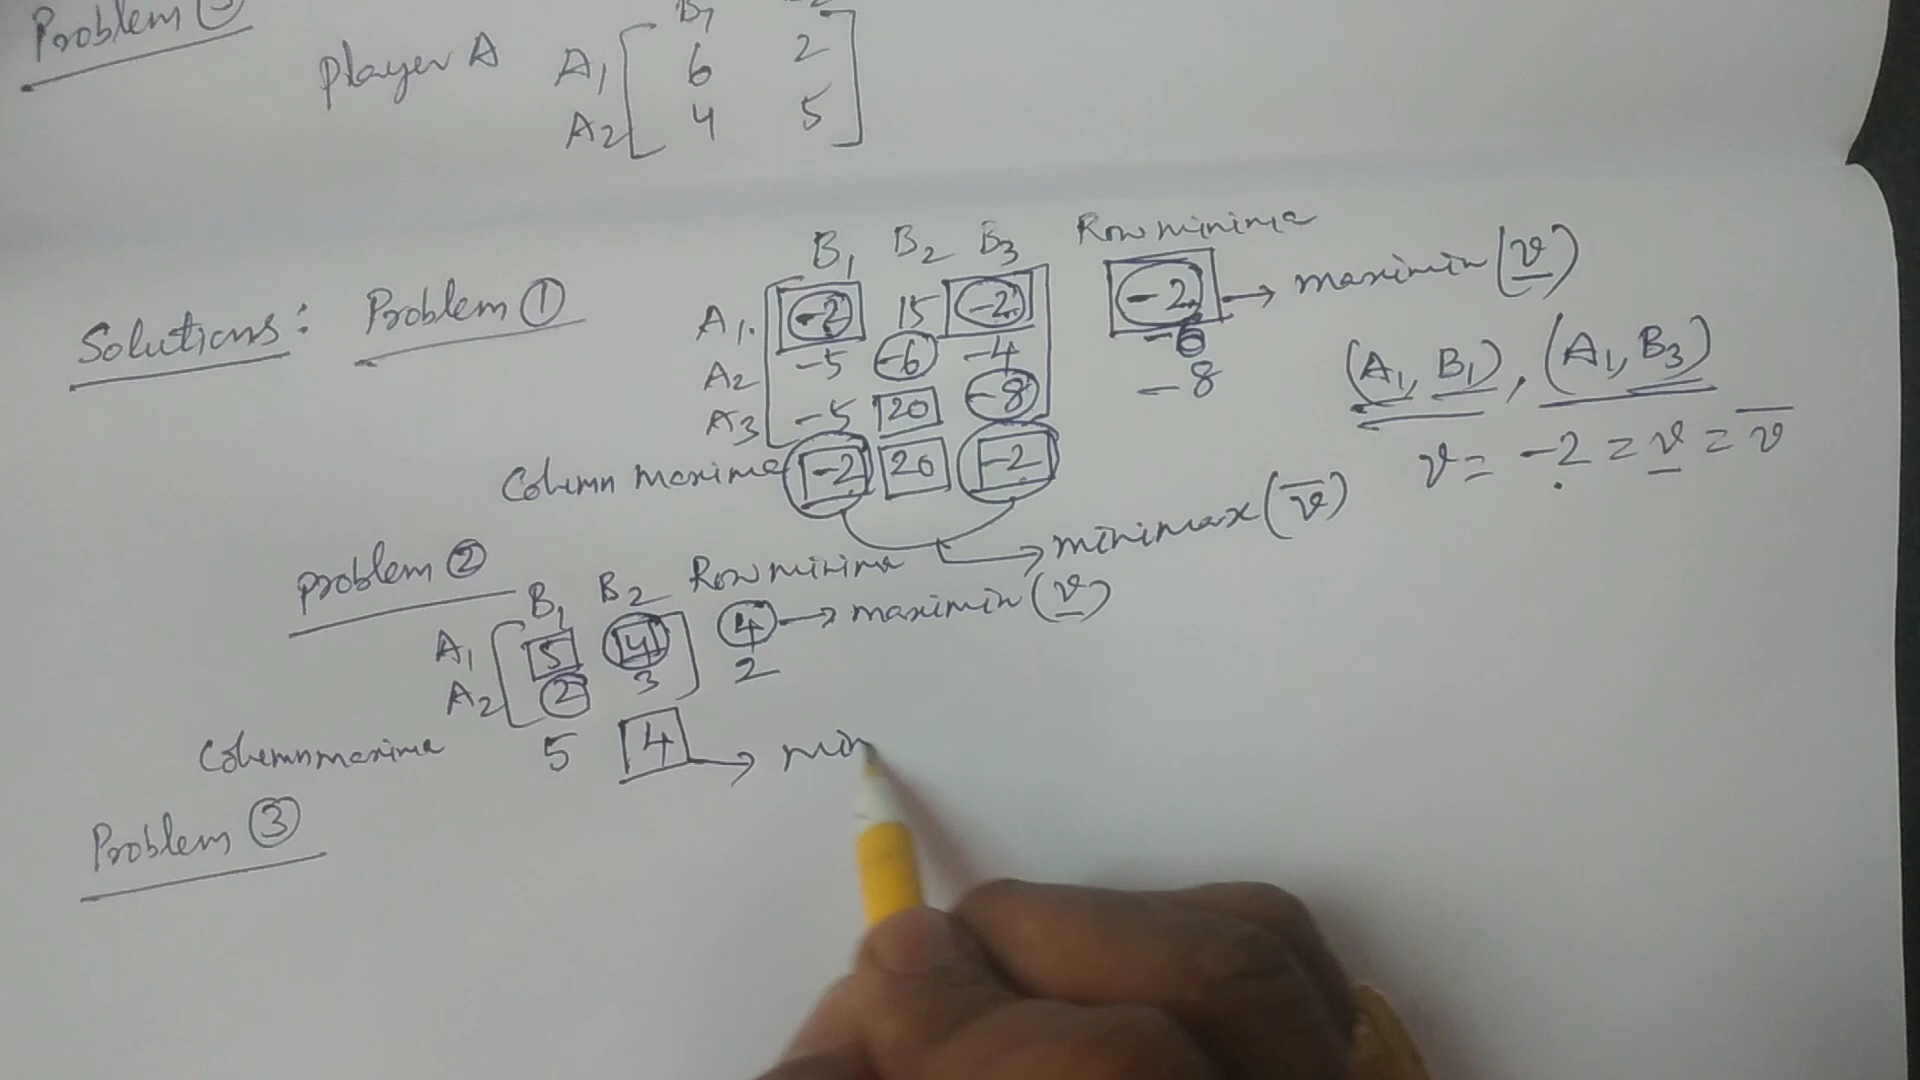 Problem
B1
Player A A1 6 2
A2 4 5
Solutions: Problem ①
B1 B2 B3 Row minima
A1 -2 15 -2 -2 → maximin (v)
A2 -5 -6 -4 -6
A3 -5 20 -8 -8
Column maxima -2 20 -2
(A1, B1), (A1, B3)
v = -2 = v = v
→ minimax (v)
Problem ②
B1 B2 Row minima
A1 5 4 4 → maximin (v)
A2 2 3 2
Column maxima 5 4 → min
Problem ③